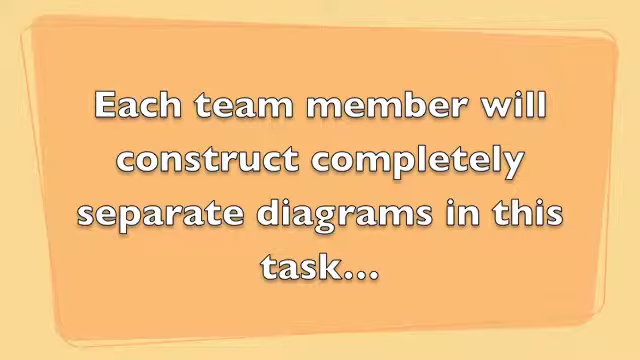 Each team member will
construct completely
separate diagrams in this
task...